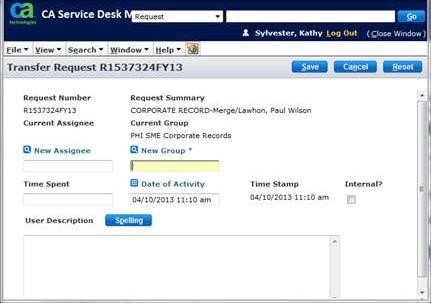 ca
technologies
CA Service Desk M
Request
Go
Sylvester, Kathy Log Out (Close Window)
File View Search Window Help
Transfer Request R1537324FY13
Save Cancel Reset
Request Number Request Summary
R1537324FY13 CORPORATE RECORD-Merge/Lawhon, Paul Wilson
Current Assignee Current Group
PHI SME Corporate Records
New Assignee New Group *
Time Spent Date of Activity Time Stamp Internal?
04/10/2013 11:10 am 04/10/2013 11:10 am
User Description Spelling